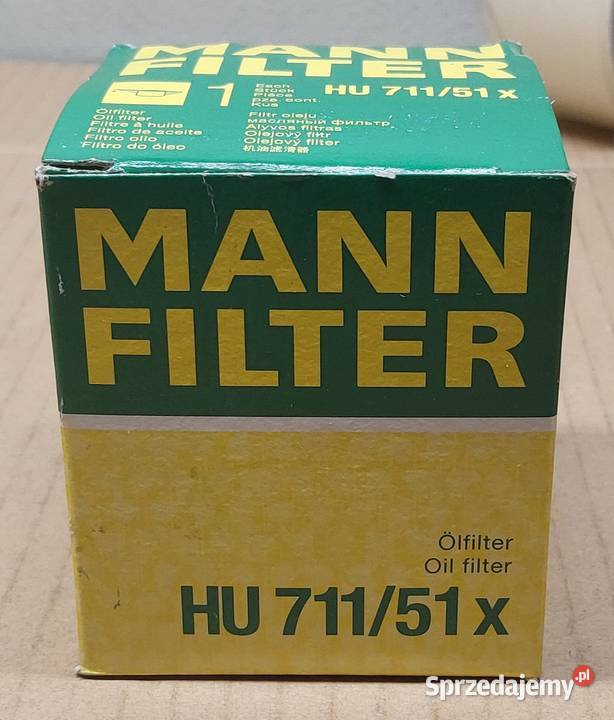 MANN
FILTER
1
Each
Stück
Pièce
pza. cont.
Kus
HU 711/51 x
Ölfilter
Oil filter
Filtre à huile
Filtro de aceite
Filtro olio
Filtro do óleo
Filtr oleju
масляный фильтр
Alyvos filtras
Olejový filtr
Olejový filter
机油滤清器
MANN
FILTER
Ölfilter
Oil filter
HU 711/51 x
Sprzedajemy.pl